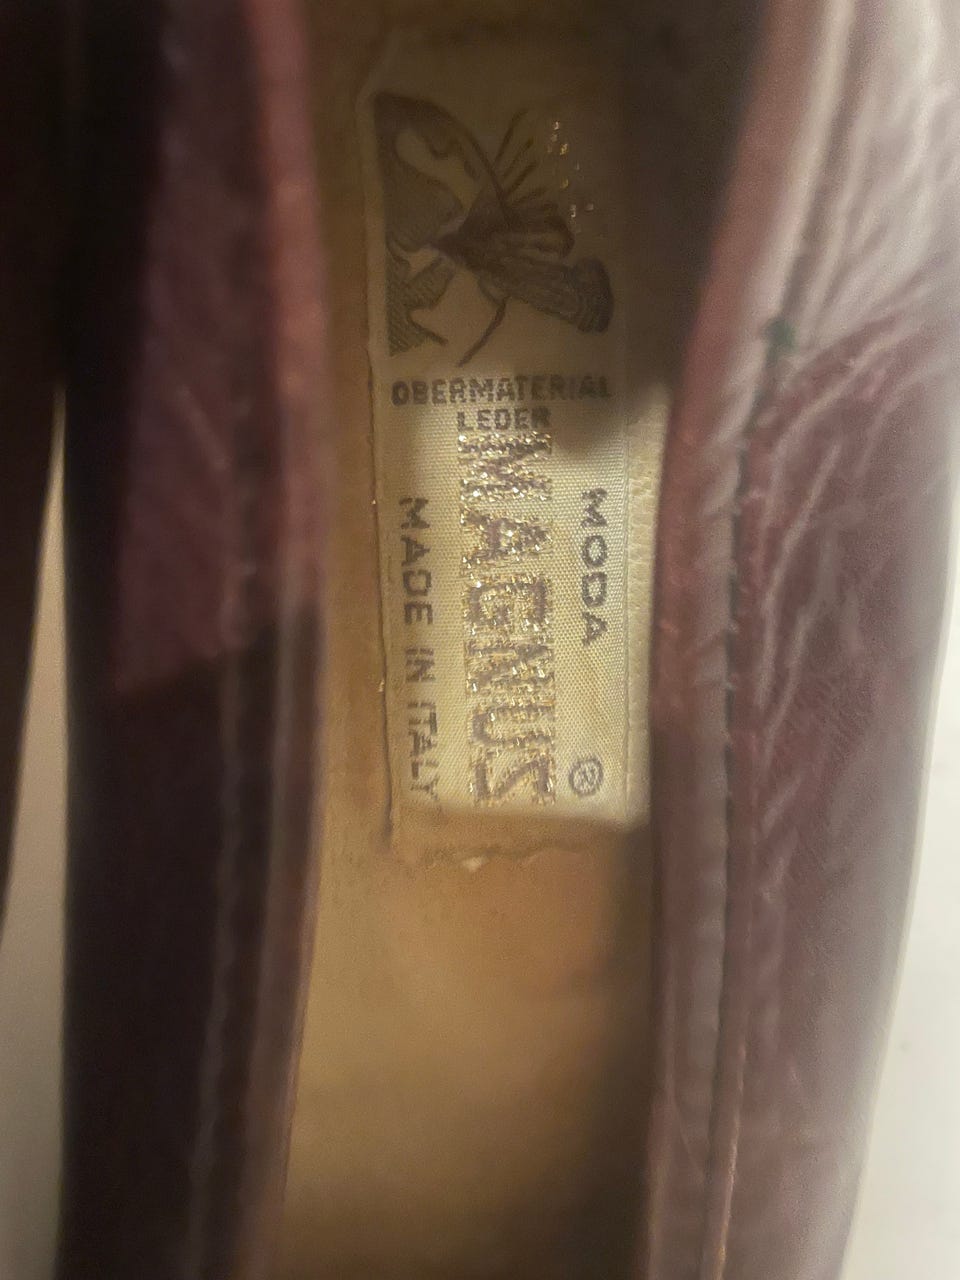 OBERMATERIAL
LEDER
MODA
®
MAGNUS
MADE IN ITALY